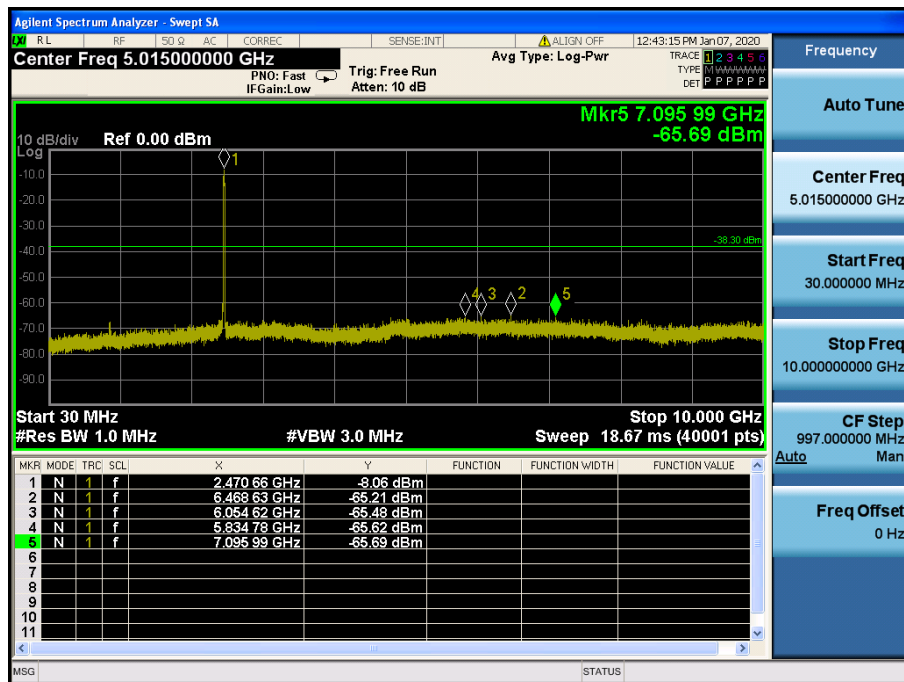 Agilent Spectrum Analyzer - Swept SA
LXI RL RF 50 Ω AC CORREC SENSE:INT ALIGN OFF 12:43:15 PM Jan 07, 2020
Center Freq 5.015000000 GHz
PNO: Fast
IFGain:Low
Trig: Free Run
Atten: 10 dB
Avg Type: Log-Pwr
TRACE 1 2 3 4 5 6
TYPE M WWWWW
DET P P P P P P
Mkr5 7.095 99 GHz
-65.69 dBm
10 dB/div Ref 0.00 dBm
Log
-10.0
-20.0
-30.0
-40.0
-50.0
-60.0
-70.0
-80.0
-90.0
1
-38.30 dBm
4 3 2 5
Start 30 MHz Stop 10.000 GHz
#Res BW 1.0 MHz #VBW 3.0 MHz Sweep 18.67 ms (40001 pts)
MKR MODE TRC SCL X Y FUNCTION FUNCTION WIDTH FUNCTION VALUE
1 N 1 f 2.470 66 GHz -8.06 dBm
2 N 1 f 6.468 63 GHz -65.21 dBm
3 N 1 f 6.054 62 GHz -65.48 dBm
4 N 1 f 5.834 78 GHz -65.62 dBm
5 N 1 f 7.095 99 GHz -65.69 dBm
6
7
8
9
10
11
MSG STATUS
Frequency
Auto Tune
Center Freq
5.015000000 GHz
Start Freq
30.000000 MHz
Stop Freq
10.000000000 GHz
CF Step
997.000000 MHz
Auto Man
Freq Offset
0 Hz